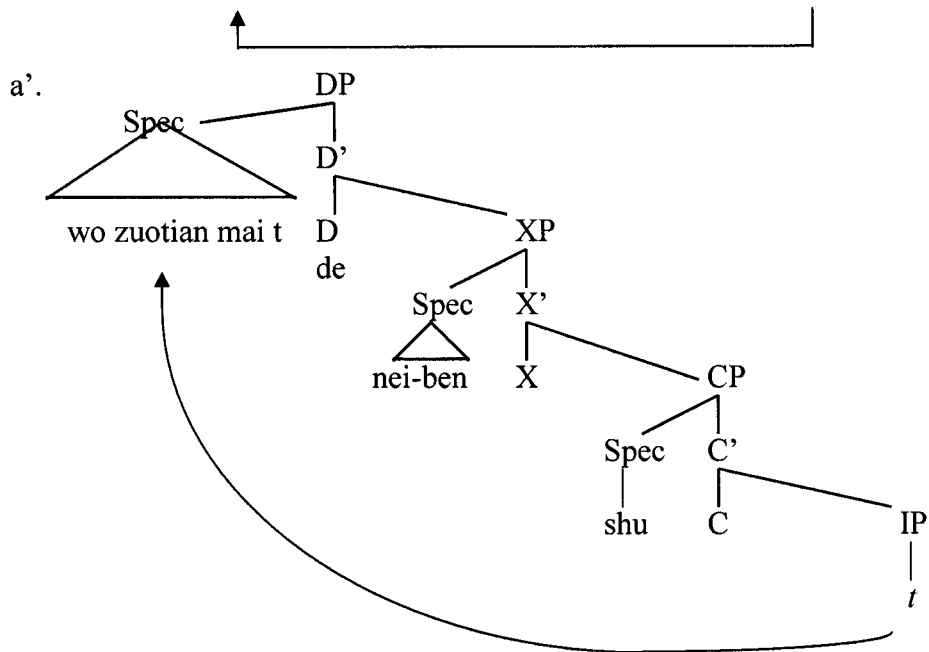 a’.
DP
Spec
D’
wo zuotian mai t D XP
de
Spec X’
nei-ben X CP
Spec C’
shu C IP
t